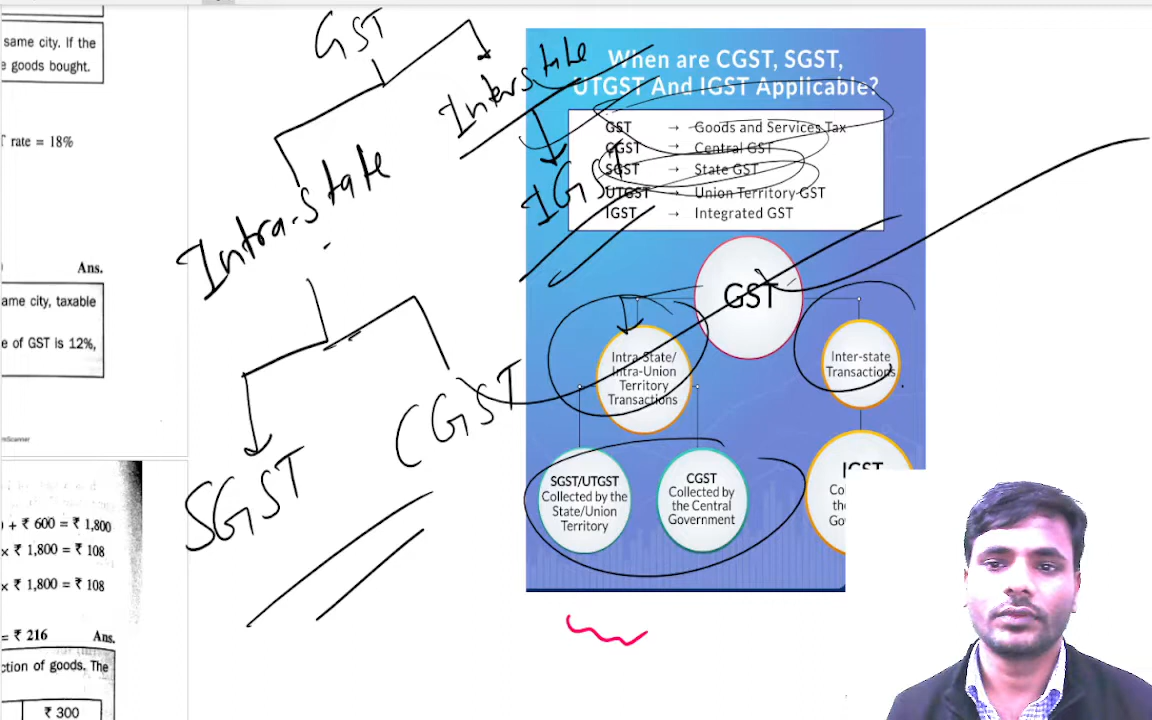 same city. If the
e goods bought.
T rate = 18%
Ans.
ame city, taxable
e of GST is 12%,
) + ₹ 600 = ₹ 1,800
× ₹ 1,800 = ₹ 108
× ₹ 1,800 = ₹ 108
= ₹ 216 Ans.
ction of goods. The
₹ 300
GST
Interstate
Intra-State
IGST
SGST
CGST
When are CGST, SGST,
UTGST And IGST Applicable?
GST → Goods and Services Tax
CGST → Central GST
SGST → State GST
UTGST → Union Territory GST
IGST → Integrated GST
GST
Intra-State/
Intra-Union
Territory
Transactions
Inter-state
Transactions
SGST/UTGST
Collected by the
State/Union
Territory
CGST
Collected by
the Central
Government
IGST
Co
the
Go